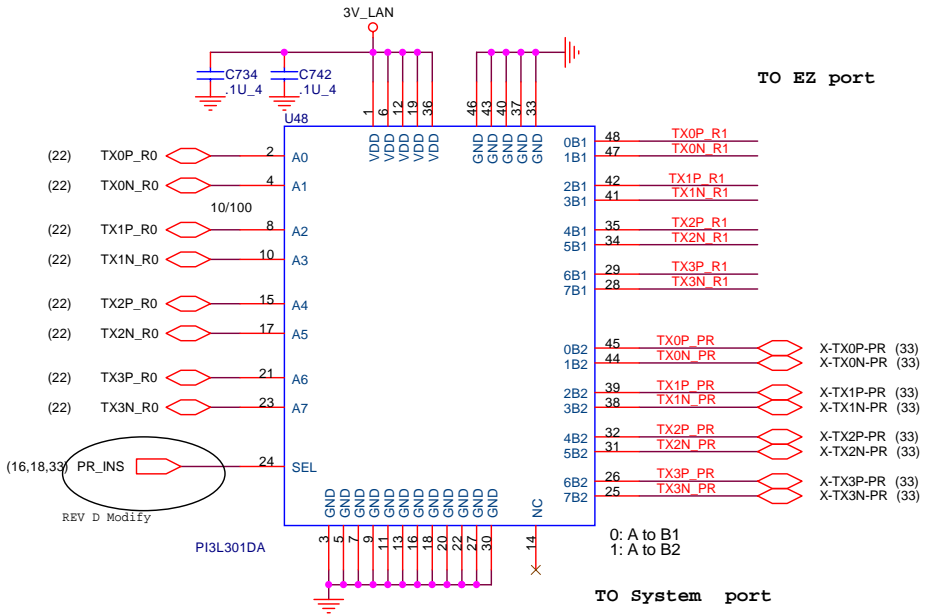 3V_LAN
C734
.1U_4
C742
.1U_4
TO EZ port
U48
1 6 12 19 36
46 43 40 37 33
VDD VDD VDD VDD VDD
GND GND GND GND GND
(22) TX0P_R0 2 A0
(22) TX0N_R0 4 A1
10/100
(22) TX1P_R0 8 A2
(22) TX1N_R0 10 A3
(22) TX2P_R0 15 A4
(22) TX2N_R0 17 A5
(22) TX3P_R0 21 A6
(22) TX3N_R0 23 A7
(16,18,33) PR_INS 24 SEL
REV D Modify
0B1 48 TX0P_R1
1B1 47 TX0N_R1
2B1 42 TX1P_R1
3B1 41 TX1N_R1
4B1 35 TX2P_R1
5B1 34 TX2N_R1
6B1 29 TX3P_R1
7B1 28 TX3N_R1
0B2 45 TX0P_PR X-TX0P-PR (33)
1B2 44 TX0N_PR X-TX0N-PR (33)
2B2 39 TX1P_PR X-TX1P-PR (33)
3B2 38 TX1N_PR X-TX1N-PR (33)
4B2 32 TX2P_PR X-TX2P-PR (33)
5B2 31 TX2N_PR X-TX2N-PR (33)
6B2 26 TX3P_PR X-TX3P-PR (33)
7B2 25 TX3N_PR X-TX3N-PR (33)
GND GND GND GND GND GND GND GND GND GND GND GND NC
3 5 7 9 11 13 16 18 20 22 27 30 14
PI3L301DA
0: A to B1
1: A to B2
TO System port